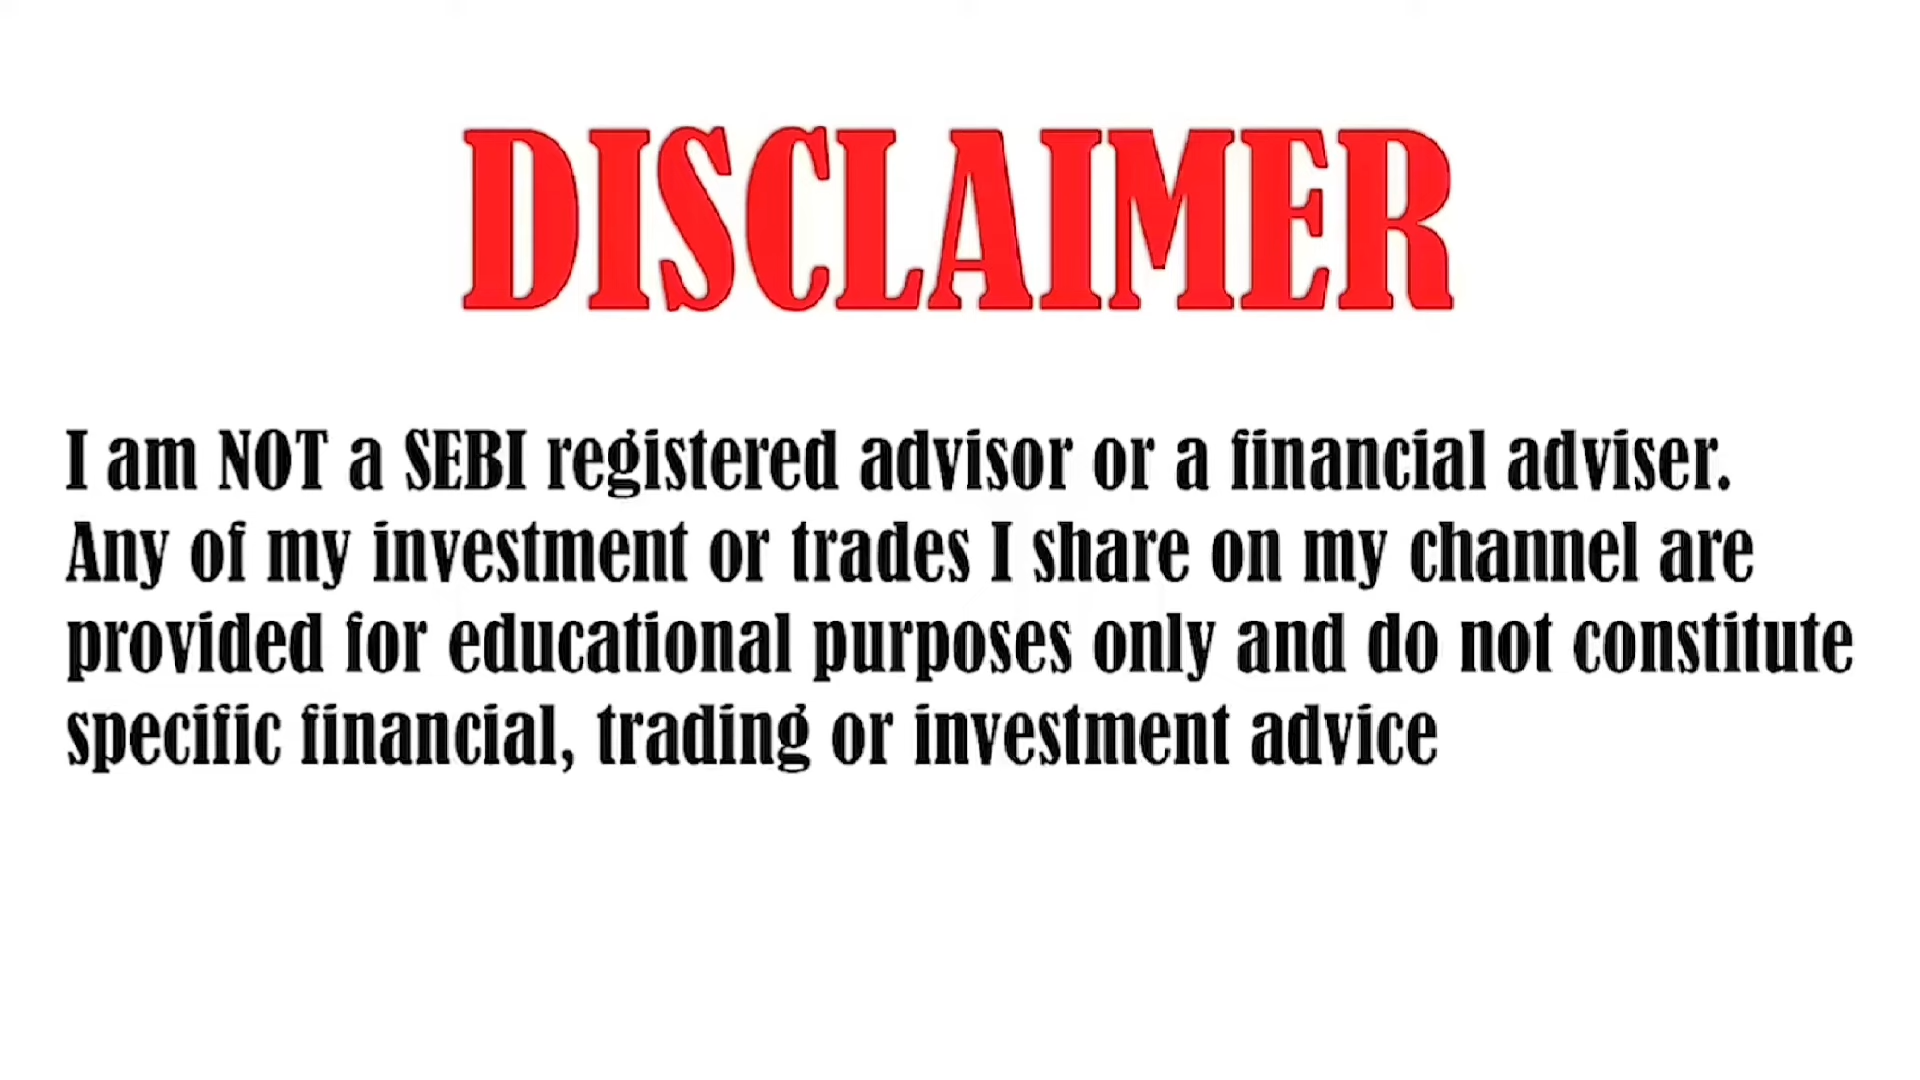 DISCLAIMER
I am NOT a SEBI registered advisor or a financial adviser.
Any of my investment or trades I share on my channel are
provided for educational purposes only and do not constitute
specific financial, trading or investment advice